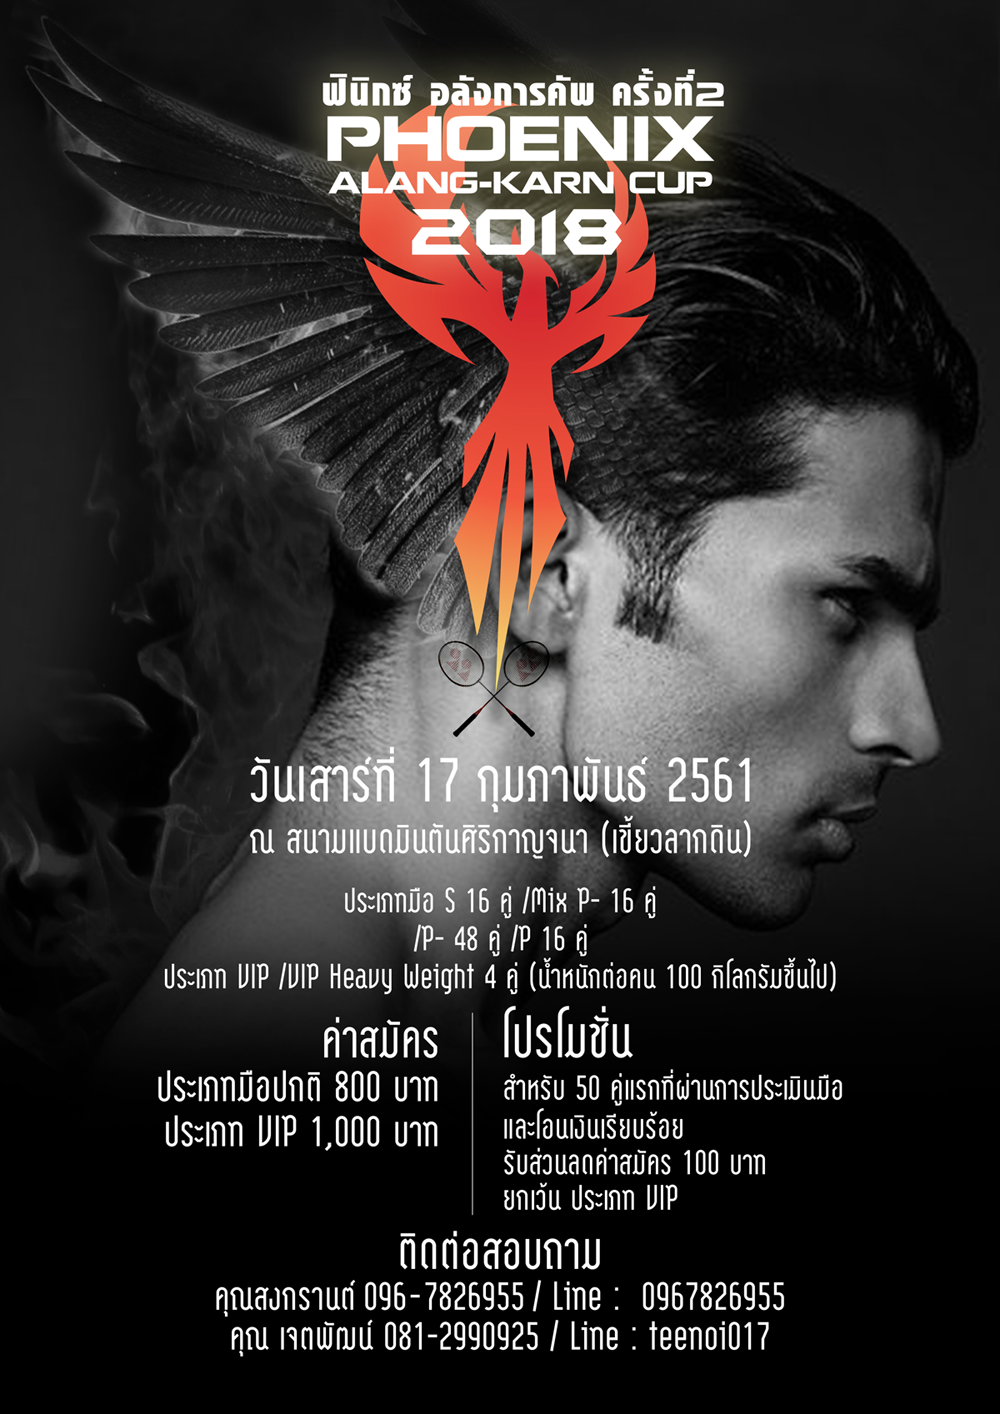 ฟินิกซ์ อลังการคัพ ครั้งที่2
PHOENIX
ALANG-KARN CUP
2018
วันเสาร์ที่ 17 กุมภาพันธ์ 2561
ณ สนามแบดมินตันศิริกาญจนา (เขี้ยวลากดิน)
ประเภทมือ S 16 คู่ /Mix P- 16 คู่
/P- 48 คู่ /P 16 คู่
ประเภท VIP /VIP Heavy Weight 4 คู่ (น้ำหนักต่อคน 100 กิโลกรัมขึ้นไป)
ค่าสมัคร
ประเภทมือปกติ 800 บาท
ประเภท VIP 1,000 บาท
โปรโมชั่น
สำหรับ 50 คู่แรกที่ผ่านการประเมินมือ
และโอนเงินเรียบร้อย
รับส่วนลดค่าสมัคร 100 บาท
ยกเว้น ประเภท VIP
ติดต่อสอบถาม
คุณสงกรานต์ 096-7826955 / Line : 0967826955
คุณ เจตพัฒน์ 081-2990925 / Line : teenoi017